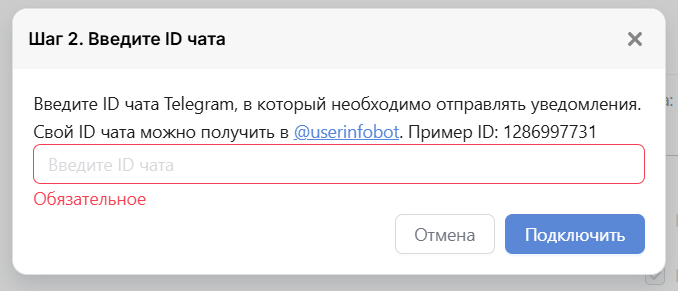 Шаг 2. Введите ID чата
Введите ID чата Telegram, в который необходимо отправлять уведомления.
Свой ID чата можно получить в @userinfobot. Пример ID: 1286997731
Введите ID чата
Обязательное
Отмена
Подключить